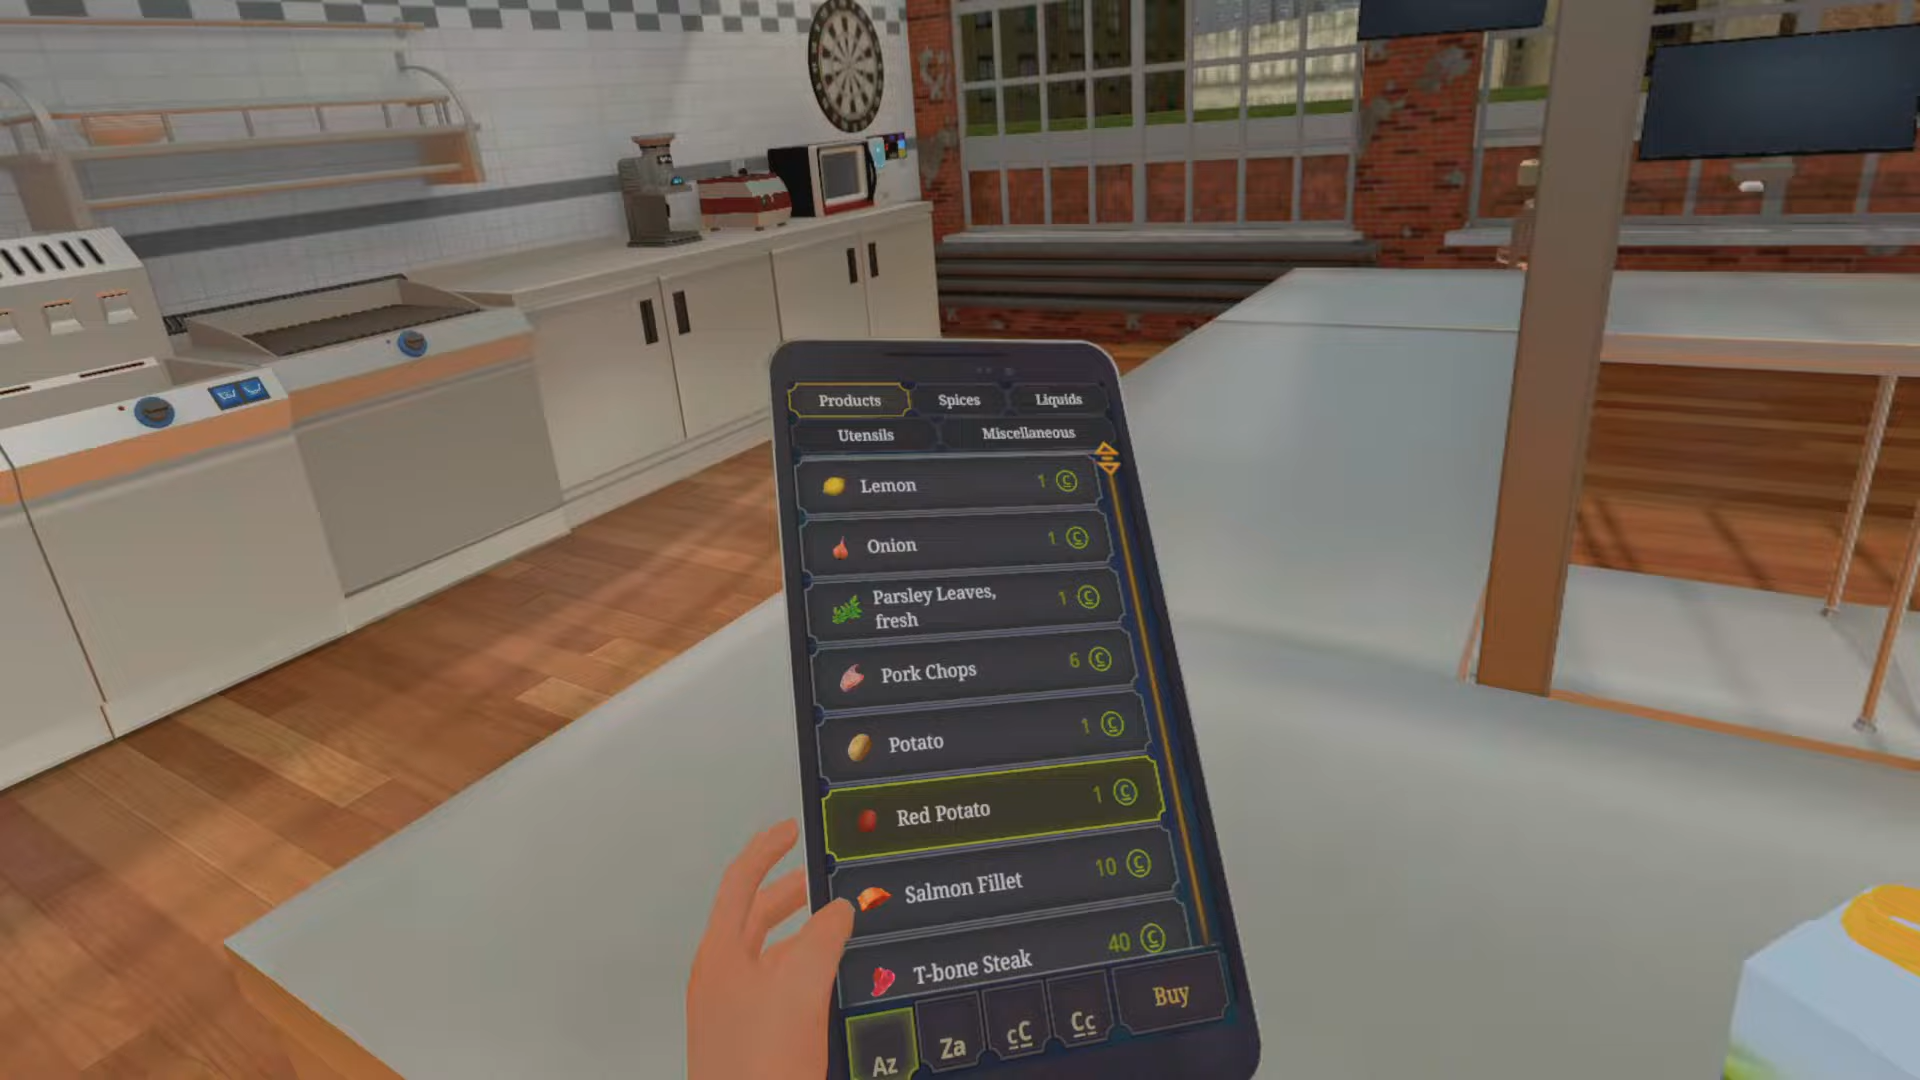 Products Spices Liquids
Utensils Miscellaneous
Lemon 1
Onion 1
Parsley Leaves,
fresh 1
Pork Chops 6
Potato 1
Red Potato 1
Salmon Fillet 10
T-bone Steak 40
Az Za cC Cc Buy